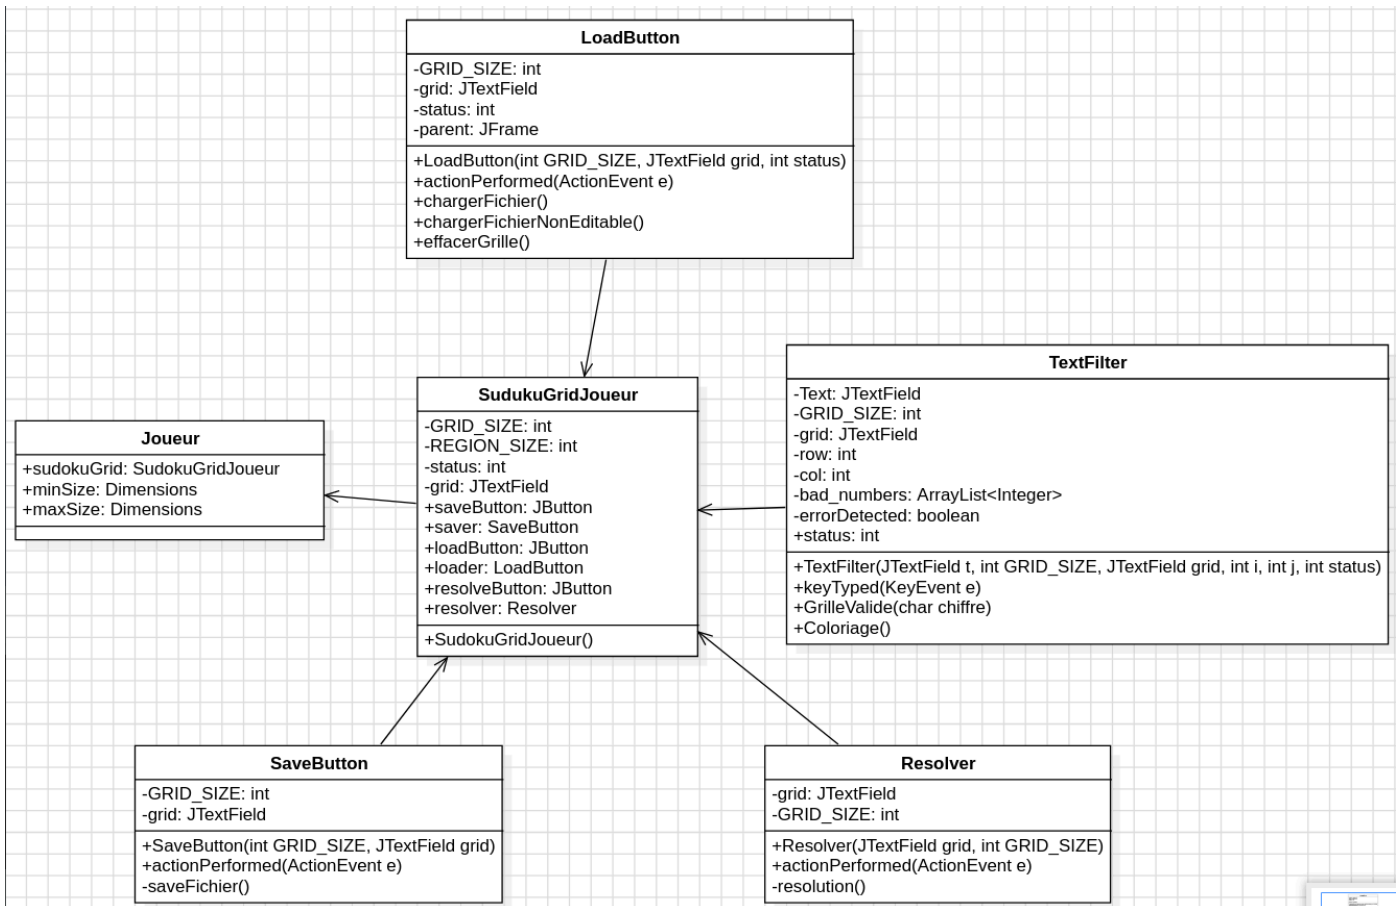 LoadButton
-GRID_SIZE: int
-grid: JTextField
-status: int
-parent: JFrame
+LoadButton(int GRID_SIZE, JTextField grid, int status)
+actionPerformed(ActionEvent e)
+chargerFichier()
+chargerFichierNonEditable()
+effacerGrille()
Joueur
+sudokuGrid: SudokuGridJoueur
+minSize: Dimensions
+maxSize: Dimensions
SudukuGridJoueur
-GRID_SIZE: int
-REGION_SIZE: int
-status: int
-grid: JTextField
+saveButton: JButton
+saver: SaveButton
+loadButton: JButton
+loader: LoadButton
+resolveButton: JButton
+resolver: Resolver
+SudokuGridJoueur()
TextFilter
-Text: JTextField
-GRID_SIZE: int
-grid: JTextField
-row: int
-col: int
-bad_numbers: ArrayList<Integer>
-errorDetected: boolean
+status: int
+TextFilter(JTextField t, int GRID_SIZE, JTextField grid, int i, int j, int status)
+keyTyped(KeyEvent e)
+GrilleValide(char chiffre)
+Coloriage()
SaveButton
-GRID_SIZE: int
-grid: JTextField
+SaveButton(int GRID_SIZE, JTextField grid)
+actionPerformed(ActionEvent e)
-saveFichier()
Resolver
-grid: JTextField
-GRID_SIZE: int
+Resolver(JTextField grid, int GRID_SIZE)
+actionPerformed(ActionEvent e)
-resolution()